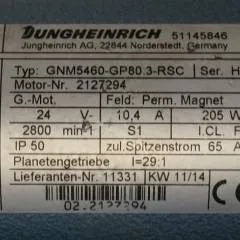 JUNGHEINRICH 51145846
Jungheinrich AG, 22844 Norderstedt, Germany
Typ: GNM5460-GP80.3-RSC Ser. H
Motor-Nr. 2127294
G.-Mot. Feld: Perm. Magnet
24 V- 10,4 A 205 W
2800 min-1 S1 I.CL. F
IP 50 zul.Spitzenstrom 65 A
Planetengetriebe I=29:1
Lieferanten-Nr. 11331 KW 11/14
02-2127294